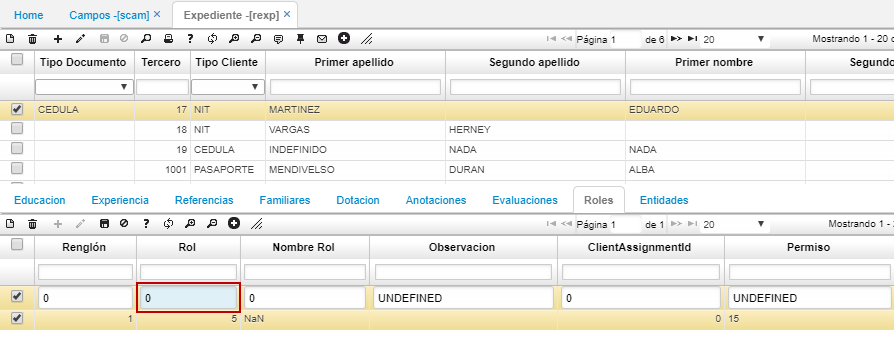 Home Campos -[scam] × Expediente -[rexp] ×
Página 1 de 6 20 Mostrando 1 - 20
Tipo Documento Tercero Tipo Cliente Primer apellido Segundo apellido Primer nombre Segundo
CEDULA 17 NIT MARTINEZ EDUARDO
18 NIT VARGAS HERNEY
19 CEDULA INDEFINIDO NADA NADA
1001 PASAPORTE MENDIVELSO DURAN ALBA
Educacion Experiencia Referencias Familiares Dotacion Anotaciones Evaluaciones Roles Entidades
Página 1 de 1 20 Mostrando 1 -
Renglón Rol Nombre Rol Observacion ClientAssignmentId Permiso
0 0 0 UNDEFINED 0 UNDEFINED
1 5 NaN 0 15